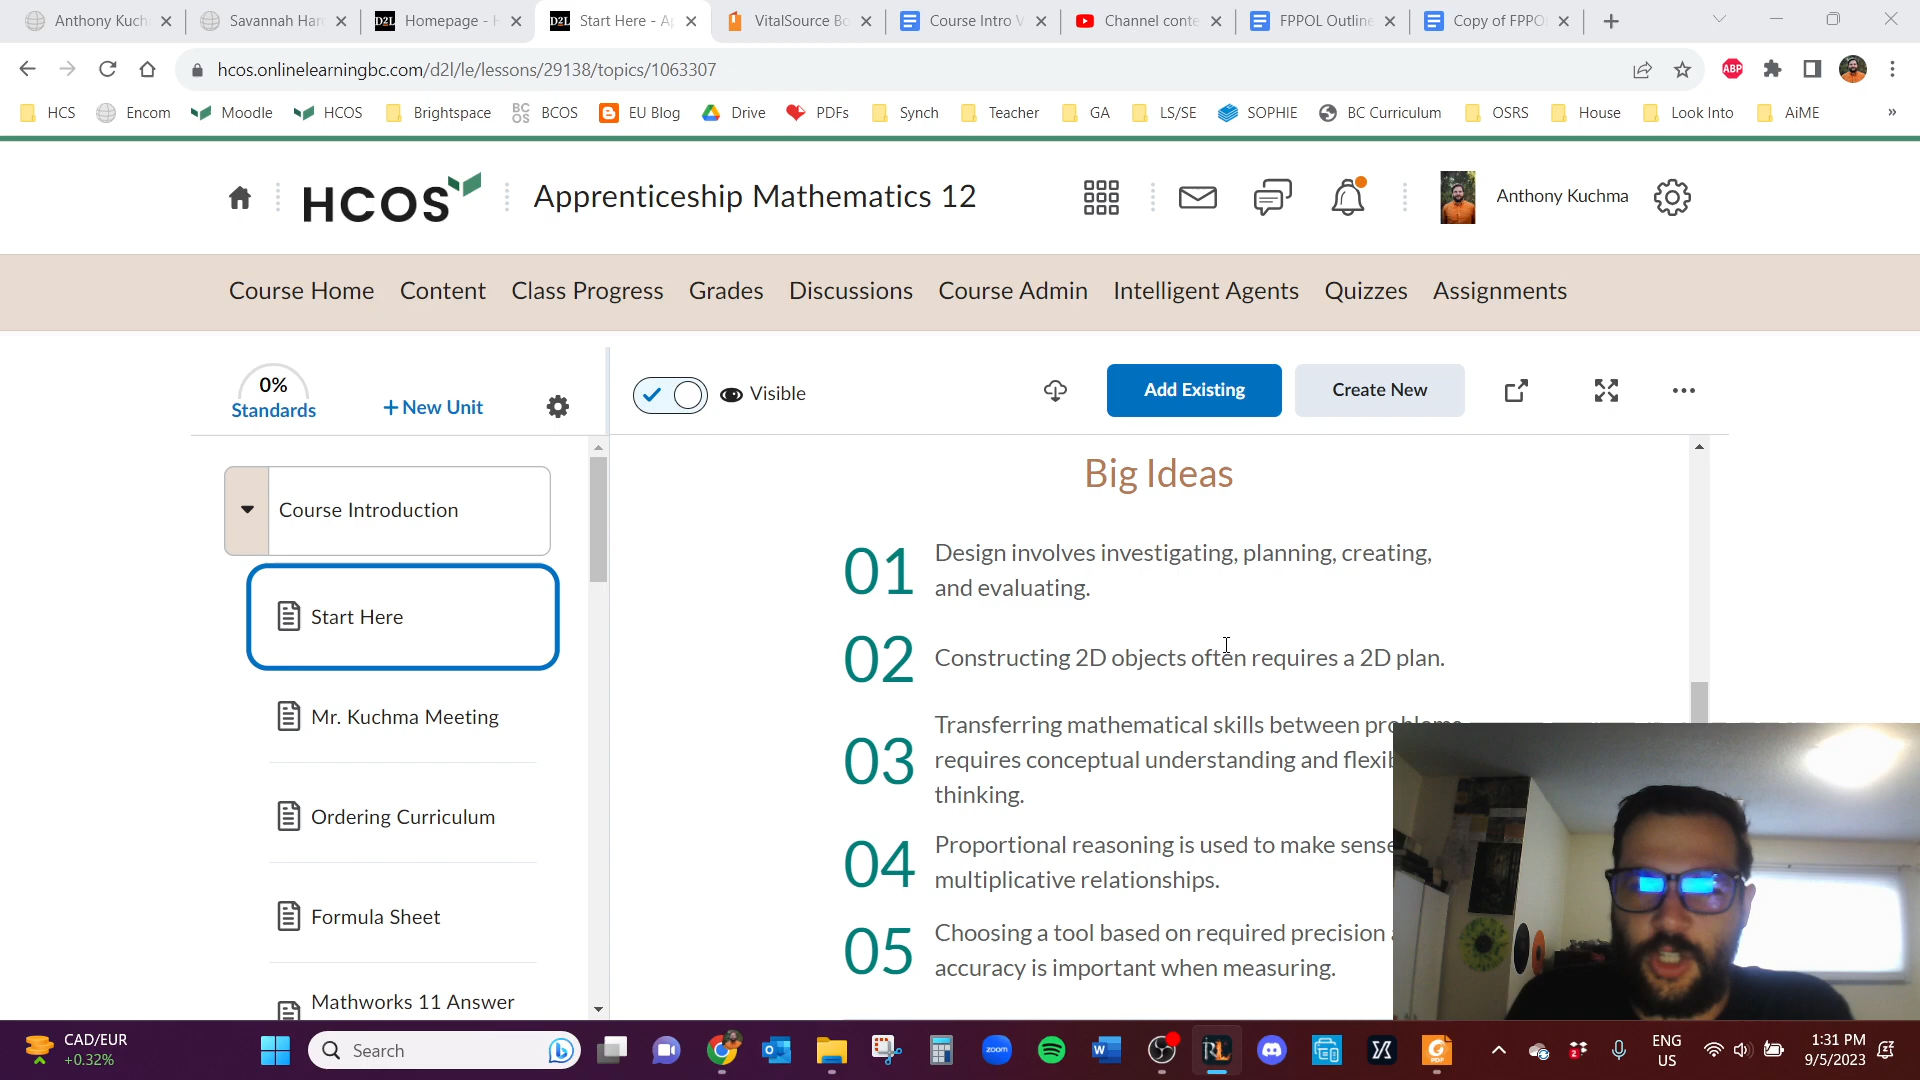 Anthony Kuch
Savannah Har
D2L Homepage - H
D2L Start Here - Ap
VitalSource Bo
Course Intro V
Channel conte
FPPOL Outline
Copy of FPPO
hcos.onlinelearningbc.com/d2l/le/lessons/29138/topics/1063307
ABP
HCS
Encom
Moodle
HCOS
Brightspace
BCOS
EU Blog
Drive
PDFs
Synch
Teacher
GA
LS/SE
SOPHIE
BC Curriculum
OSRS
House
Look Into
AiME
»
HCOS
Apprenticeship Mathematics 12
Anthony Kuchma
Course Home
Content
Class Progress
Grades
Discussions
Course Admin
Intelligent Agents
Quizzes
Assignments
0%
Standards
+ New Unit
Visible
Add Existing
Create New
Course Introduction
Start Here
Mr. Kuchma Meeting
Ordering Curriculum
Formula Sheet
Mathworks 11 Answer
Big Ideas
01
Design involves investigating, planning, creating,
and evaluating.
02
Constructing 2D objects often requires a 2D plan.
03
Transferring mathematical skills between problems
requires conceptual understanding and flexib
thinking.
04
Proportional reasoning is used to make sense
multiplicative relationships.
05
Choosing a tool based on required precision
accuracy is important when measuring.
CAD/EUR
+0.32%
Search
zoom
ENG
US
1:31 PM
9/5/2023